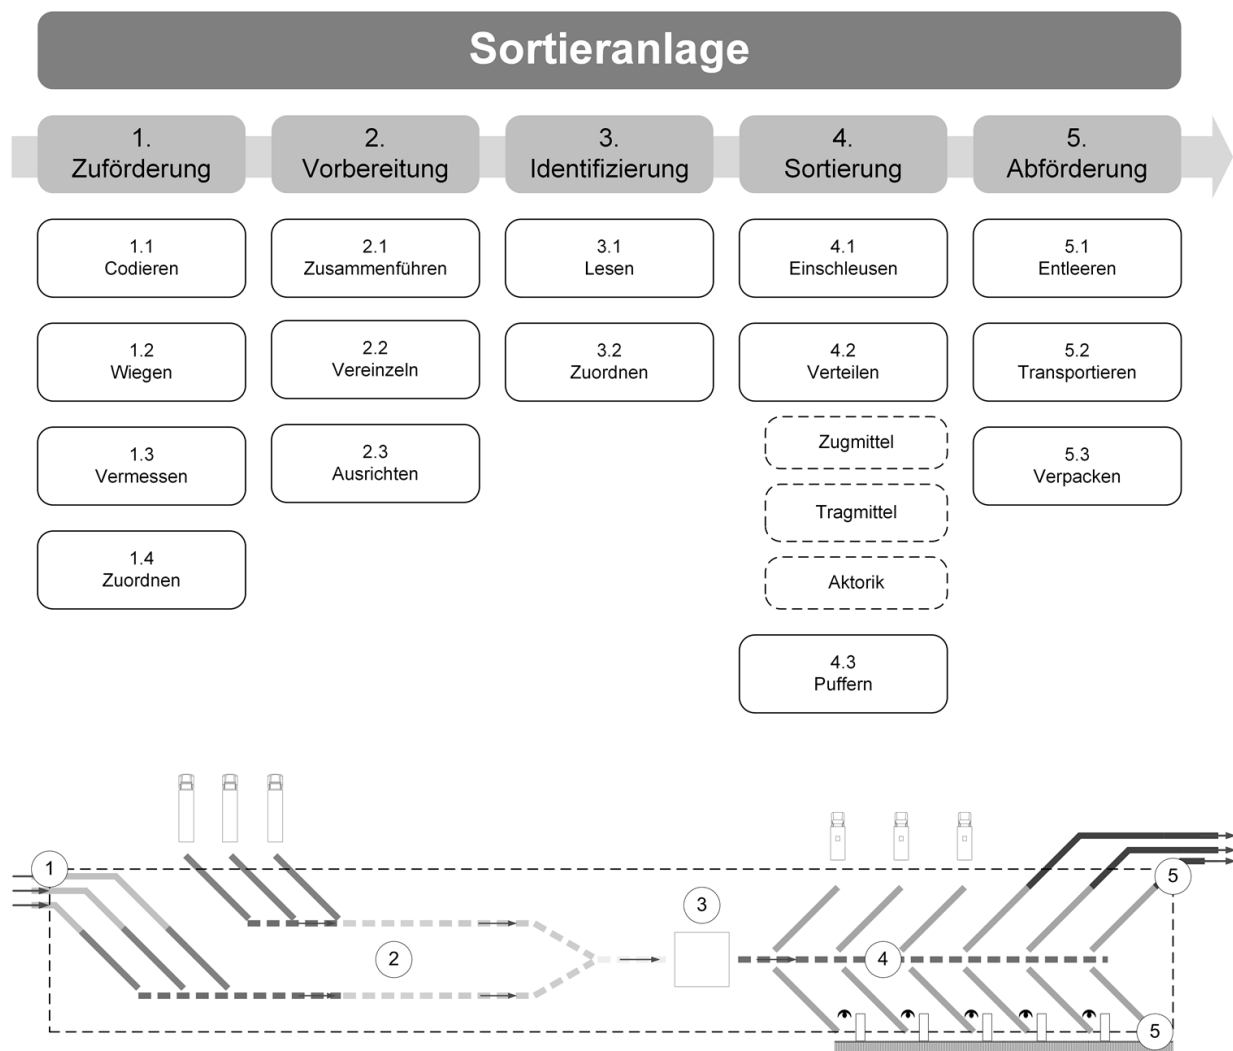 Sortieranlage
1.
Zuförderung
2.
Vorbereitung
3.
Identifizierung
4.
Sortierung
5.
Abförderung
1.1
Codieren
1.2
Wiegen
1.3
Vermessen
1.4
Zuordnen
2.1
Zusammenführen
2.2
Vereinzeln
2.3
Ausrichten
3.1
Lesen
3.2
Zuordnen
4.1
Einschleusen
4.2
Verteilen
Zugmittel
Tragmittel
Aktorik
4.3
Puffern
5.1
Entleeren
5.2
Transportieren
5.3
Verpacken
1
2
3
4
5
5